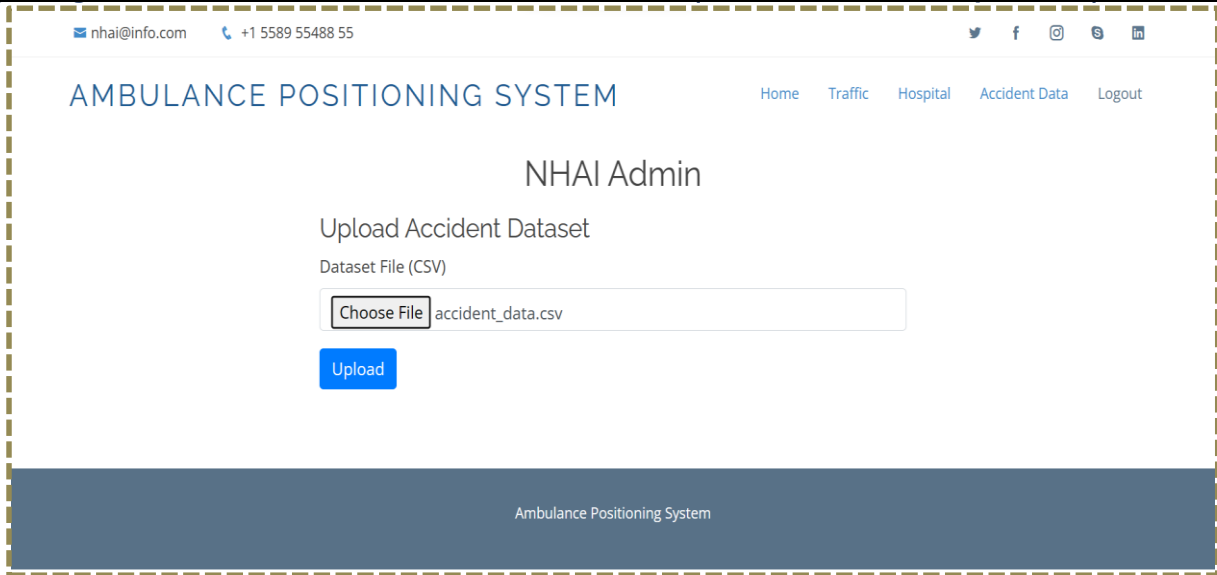 nhai@info.com +1 5589 55488 55
AMBULANCE POSITIONING SYSTEM Home Traffic Hospital Accident Data Logout
NHAI Admin
Upload Accident Dataset
Dataset File (CSV)
Choose File accident_data.csv
Upload
Ambulance Positioning System